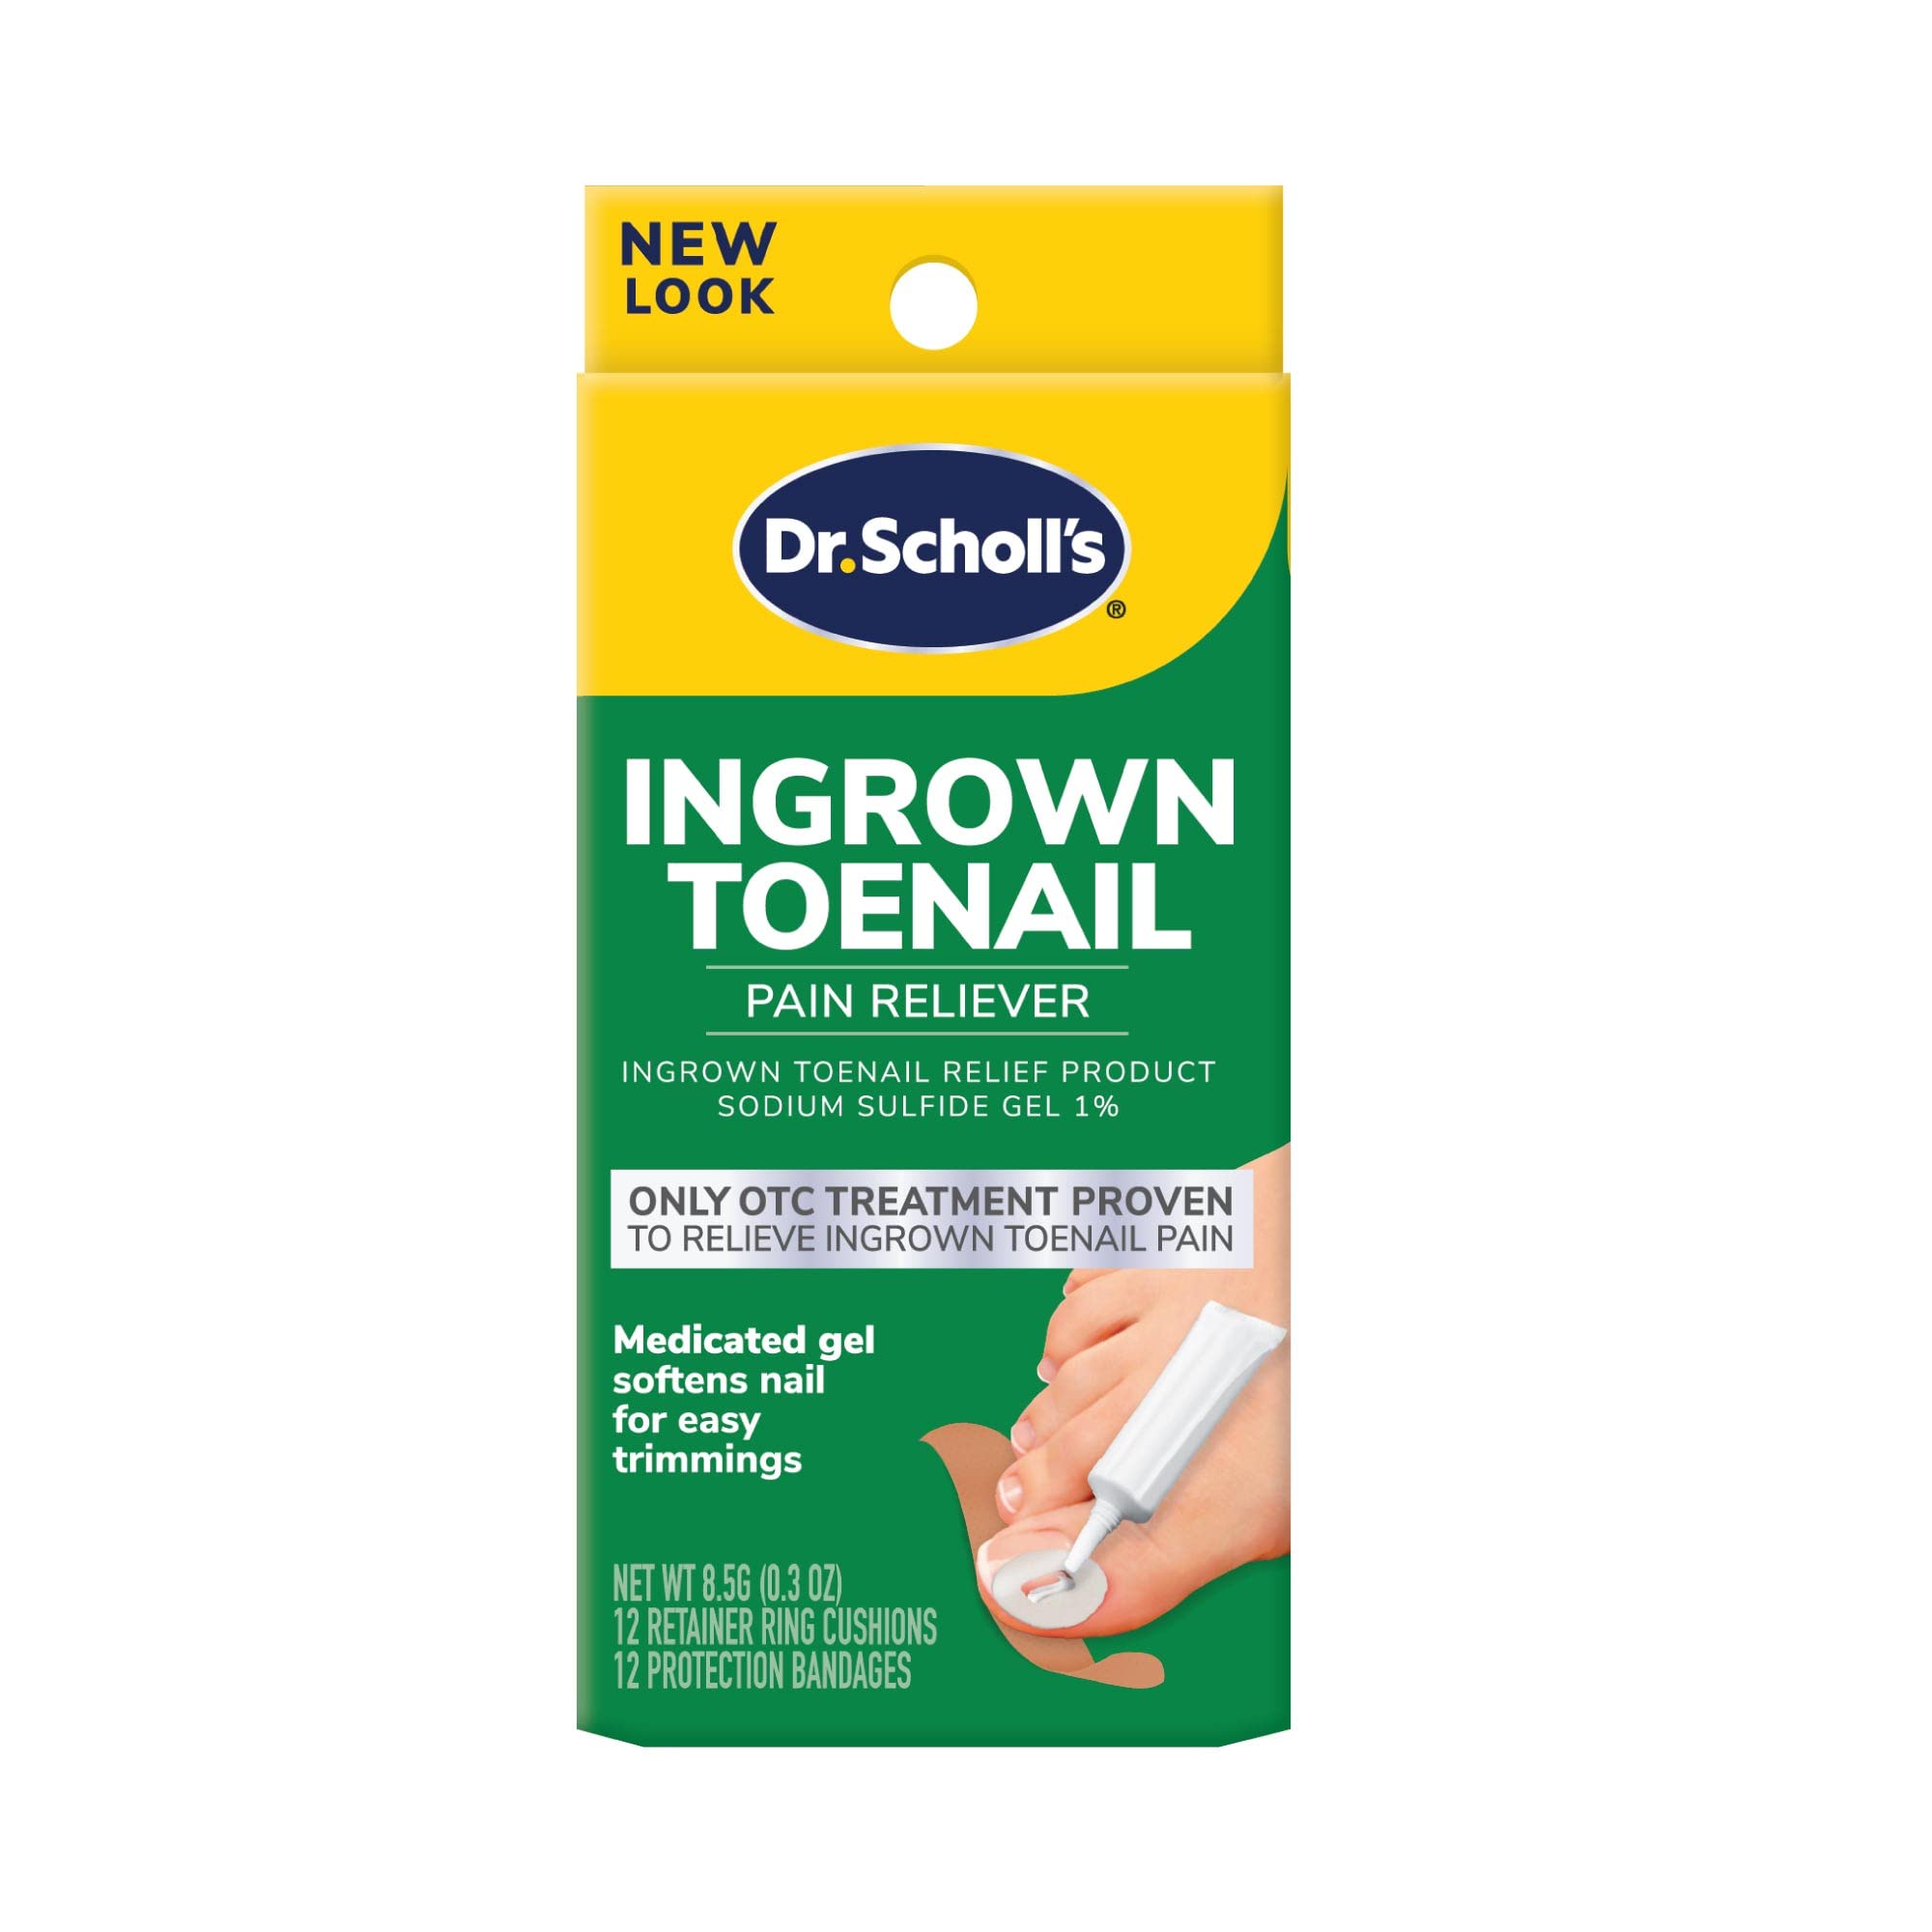 NEW
LOOK
Dr.Scholl's
®
INGROWN
TOENAIL
PAIN RELIEVER
INGROWN TOENAIL RELIEF PRODUCT
SODIUM SULFIDE GEL 1%
ONLY OTC TREATMENT PROVEN
TO RELIEVE INGROWN TOENAIL PAIN
Medicated gel
softens nail
for easy
trimmings
NET WT 8.5G (0.3 OZ)
12 RETAINER RING CUSHIONS
12 PROTECTION BANDAGES